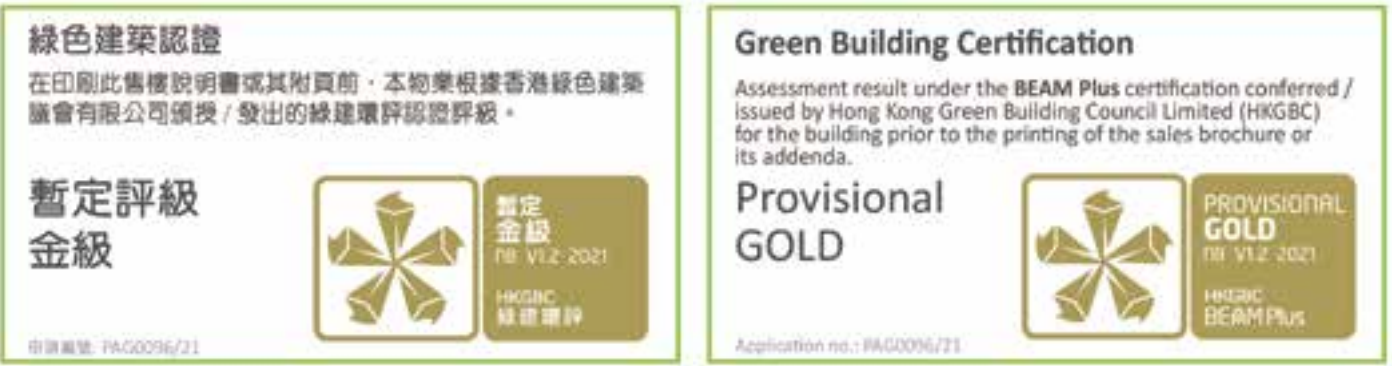 綠色建築認證
在印刷此售樓說明書或其附頁前，本物業根據香港綠色建築
議會有限公司頒授 / 發出的綠建環評認證評級。
暫定評級
金級
暫定
金級
NB V1.2 2021
HKGBC
綠建環評
申請編號: PAG0096/21
Green Building Certification
Assessment result under the BEAM Plus certification conferred /
issued by Hong Kong Green Building Council Limited (HKGBC)
for the building prior to the printing of the sales brochure or
its addenda.
Provisional
GOLD
PROVISIONAL
GOLD
NB V1.2 2021
HKGBC
BEAM Plus
Application no.: PAG0096/21